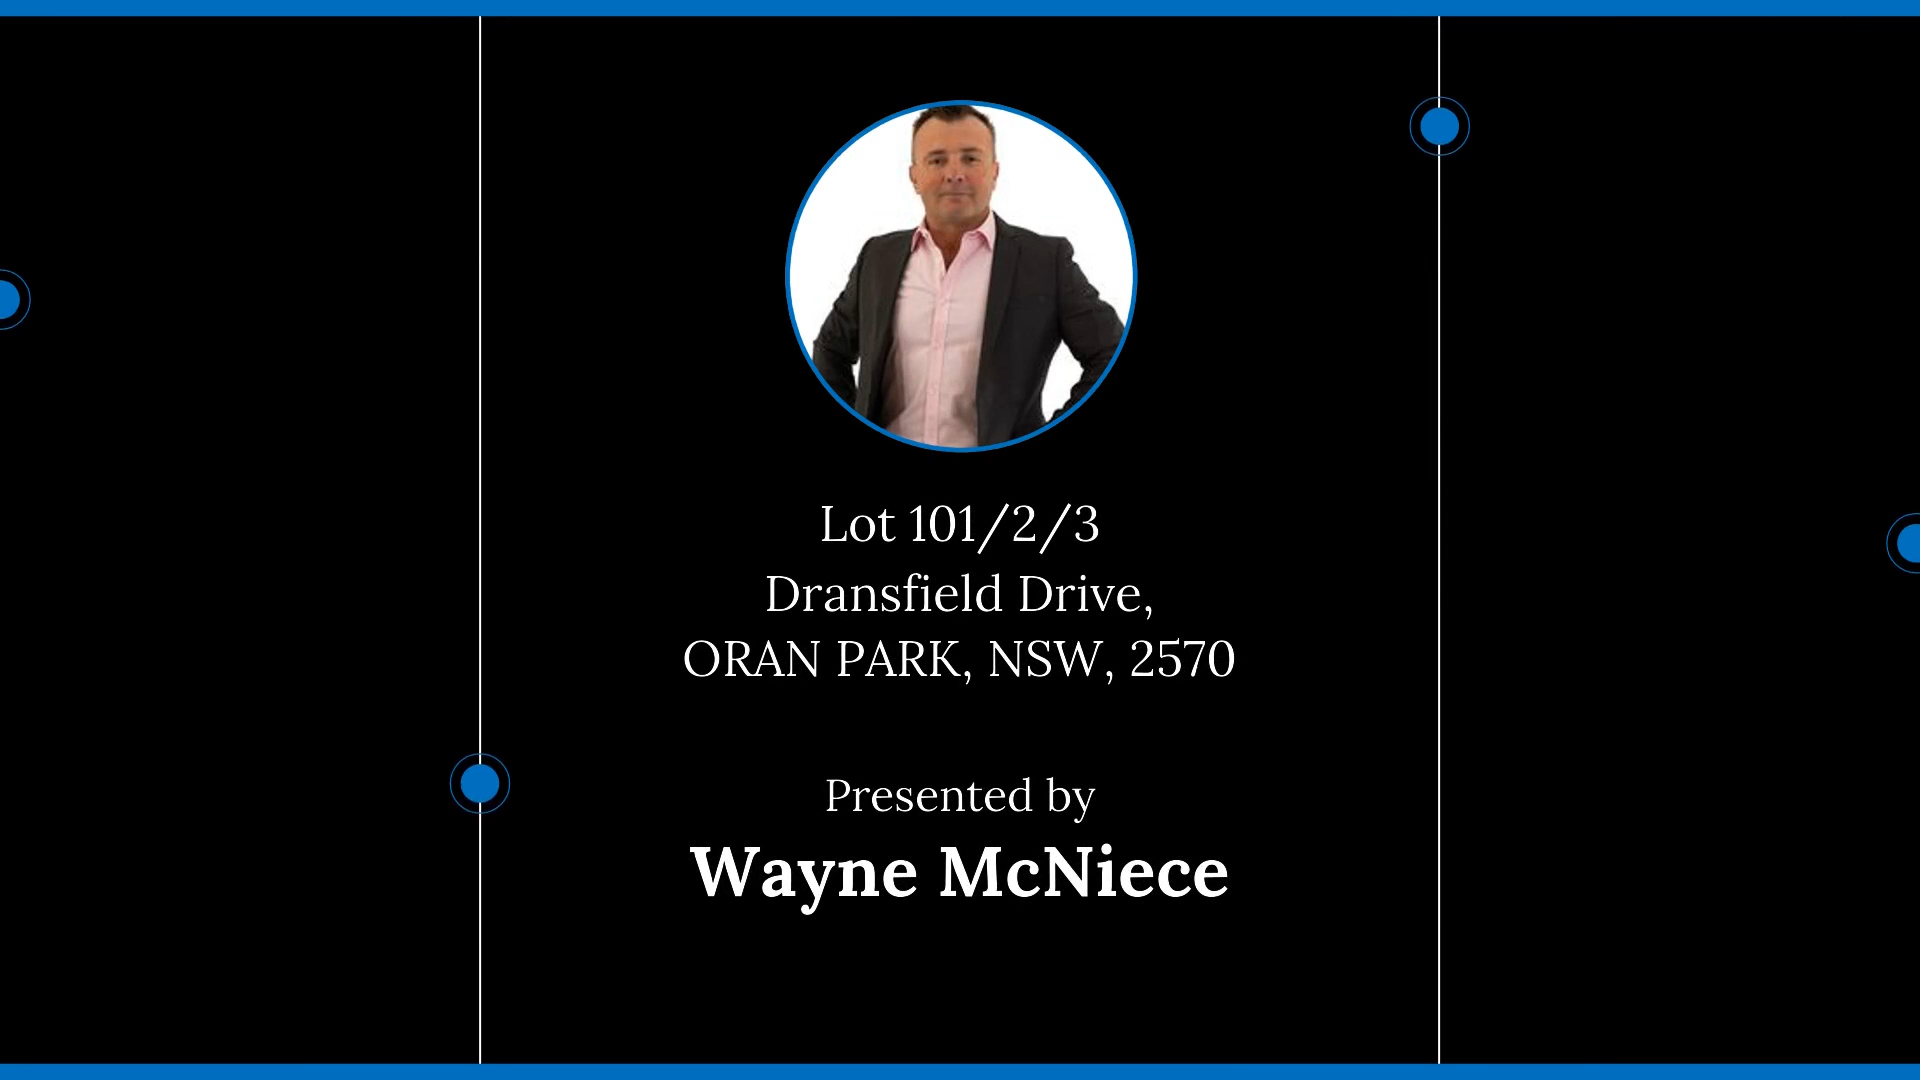 Lot 101/2/3
Dransfield Drive,
ORAN PARK, NSW, 2570
Presented by
Wayne McNiece